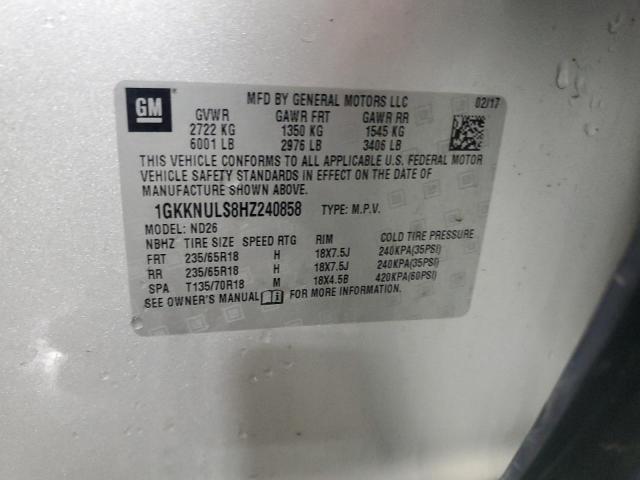 GM
MFD BY GENERAL MOTORS LLC 02/17
GVWR GAWR FRT GAWR RR
2722 KG 1350 KG 1545 KG
6001 LB 2976 LB 3406 LB
THIS VEHICLE CONFORMS TO ALL APPLICABLE U.S. FEDERAL MOTOR
VEHICLE SAFETY STANDARDS IN EFFECT ON THE DATE OF
MANUFACTURE SHOWN ABOVE.
1GKKNULS8HZ240858 TYPE: M.P.V.
MODEL: ND26
NBHZ TIRE SIZE SPEED RTG RIM COLD TIRE PRESSURE
FRT 235/65R18 H 18X7.5J 240KPA(35PSI)
RR 235/65R18 H 18X7.5J 240KPA(35PSI)
SPA T135/70R18 M 18X4.5B 420KPA(60PSI)
SEE OWNER'S MANUAL FOR MORE INFORMATION.